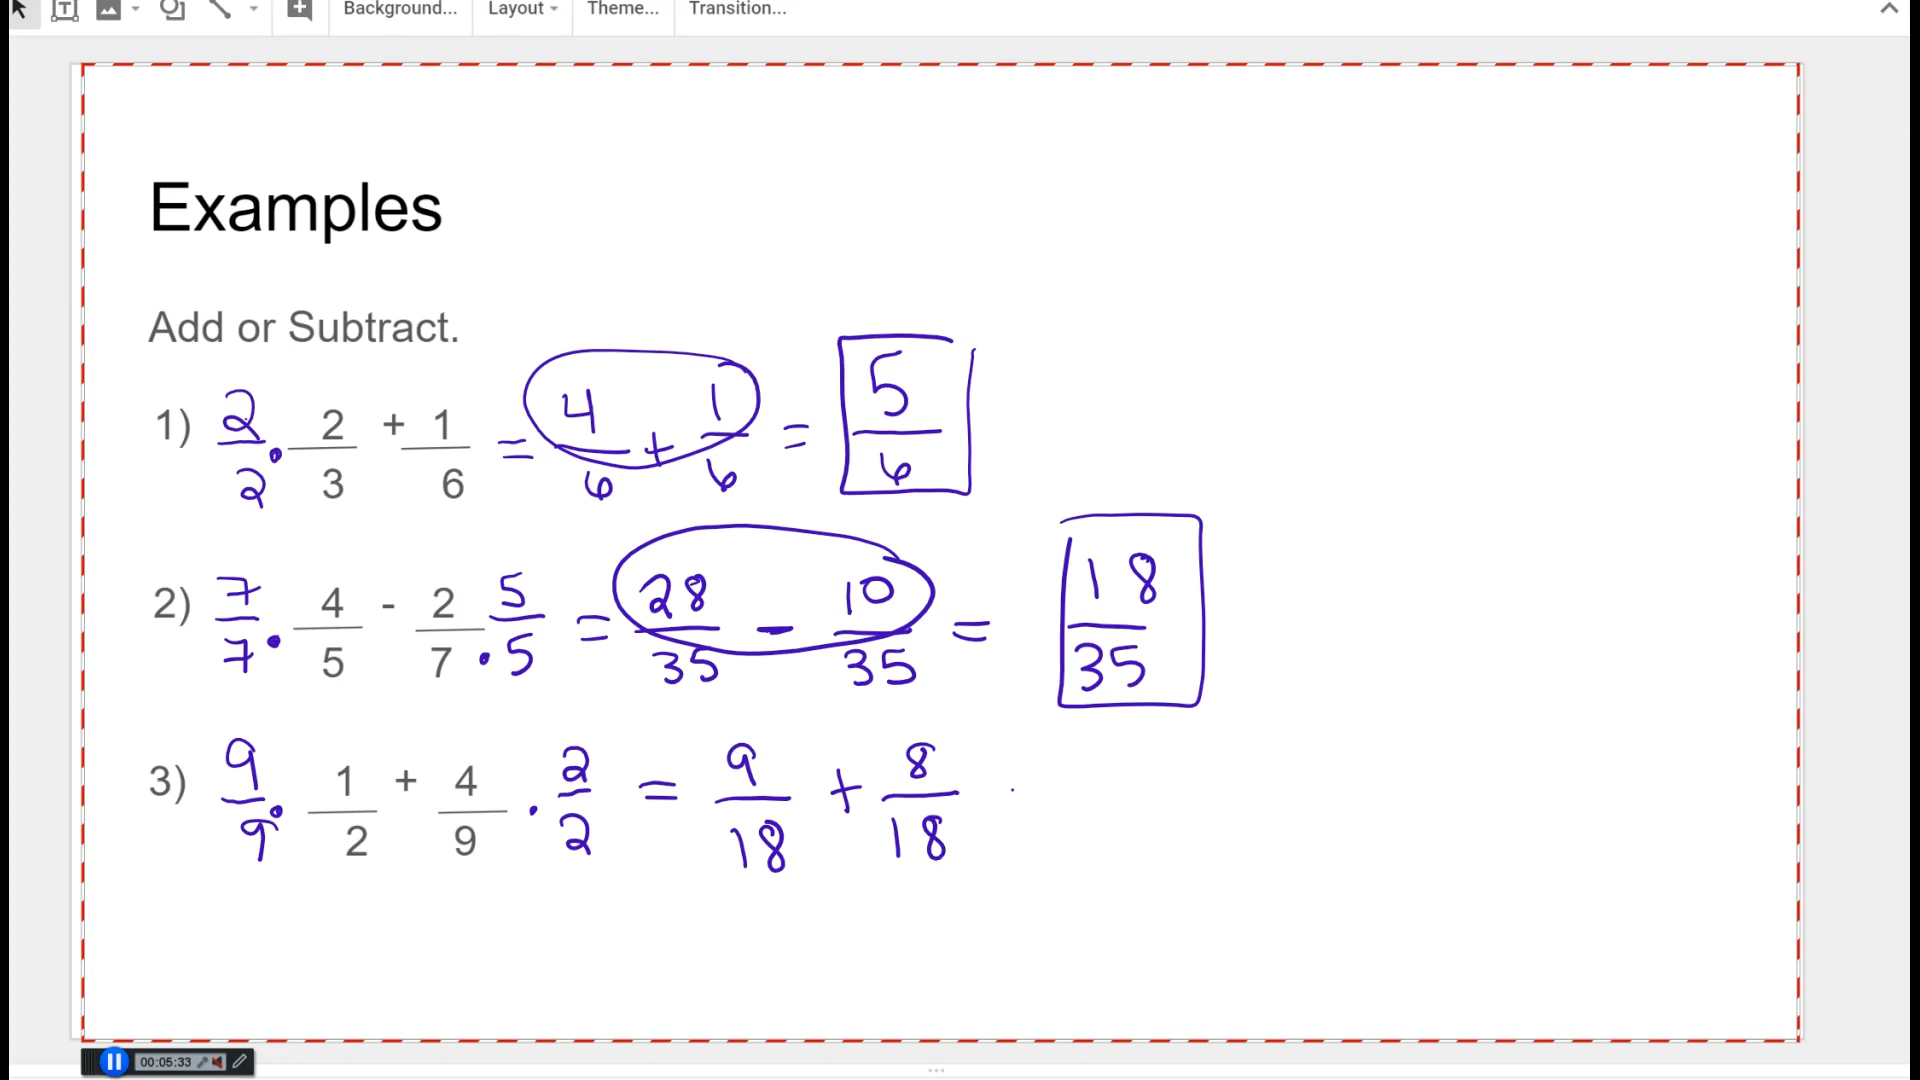 Background... Layout Theme... Transition...
Examples
Add or Subtract.
1) 2/2 · 2/3 + 1/6 = 4/6 + 1/6 = 5/6
2) 7/7 · 4/5 - 2/7 · 5/5 = 28/35 - 10/35 = 18/35
3) 9/9 · 1/2 + 4/9 · 2/2 = 9/18 + 8/18
00:05:33